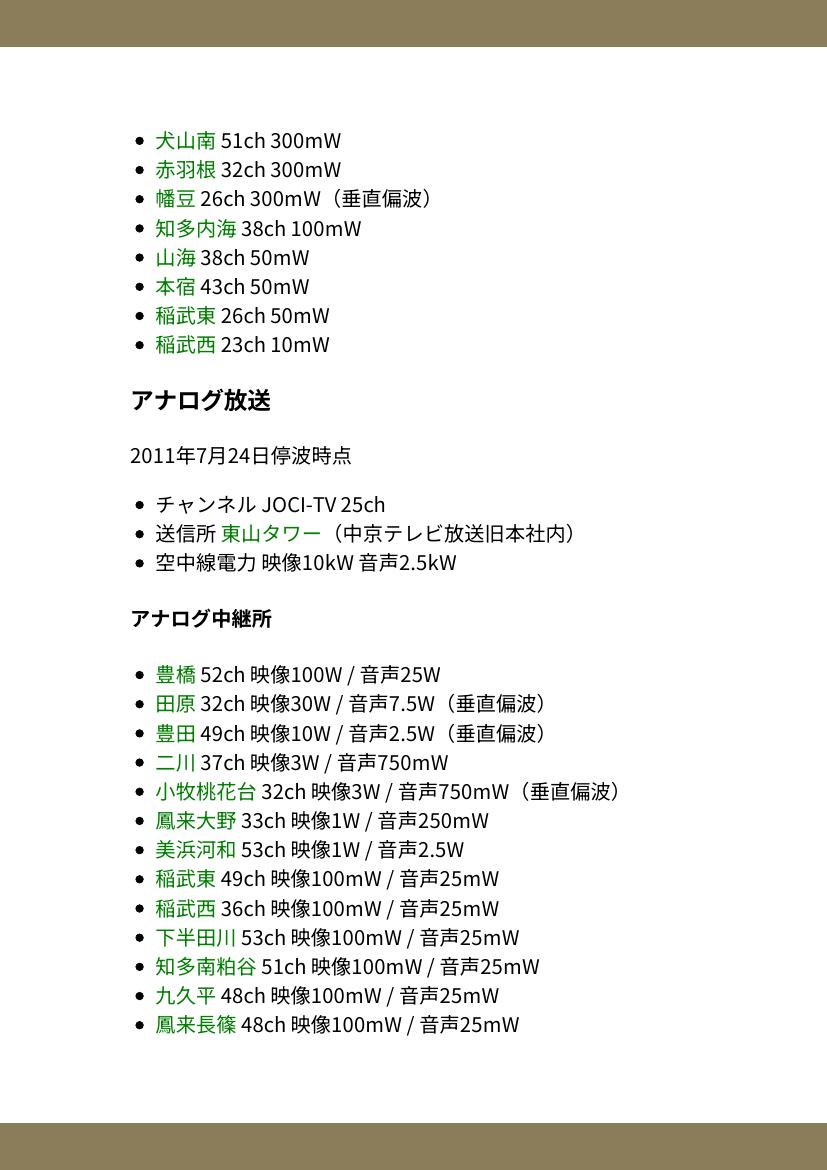 • 犬山南 51ch 300mW
• 赤羽根 32ch 300mW
• 幡豆 26ch 300mW（垂直偏波）
• 知多内海 38ch 100mW
• 山海 38ch 50mW
• 本宿 43ch 50mW
• 稲武東 26ch 50mW
• 稲武西 23ch 10mW
アナログ放送
2011年7月24日停波時点
• チャンネル JOCI-TV 25ch
• 送信所 東山タワー（中京テレビ放送旧本社内）
• 空中線電力 映像10kW 音声2.5kW
アナログ中継所
• 豊橋 52ch 映像100W / 音声25W
• 田原 32ch 映像30W / 音声7.5W（垂直偏波）
• 豊田 49ch 映像10W / 音声2.5W（垂直偏波）
• 二川 37ch 映像3W / 音声750mW
• 小牧桃花台 32ch 映像3W / 音声750mW（垂直偏波）
• 鳳来大野 33ch 映像1W / 音声250mW
• 美浜河和 53ch 映像1W / 音声2.5W
• 稲武東 49ch 映像100mW / 音声25mW
• 稲武西 36ch 映像100mW / 音声25mW
• 下半田川 53ch 映像100mW / 音声25mW
• 知多南粕谷 51ch 映像100mW / 音声25mW
• 九久平 48ch 映像100mW / 音声25mW
• 鳳来長篠 48ch 映像100mW / 音声25mW